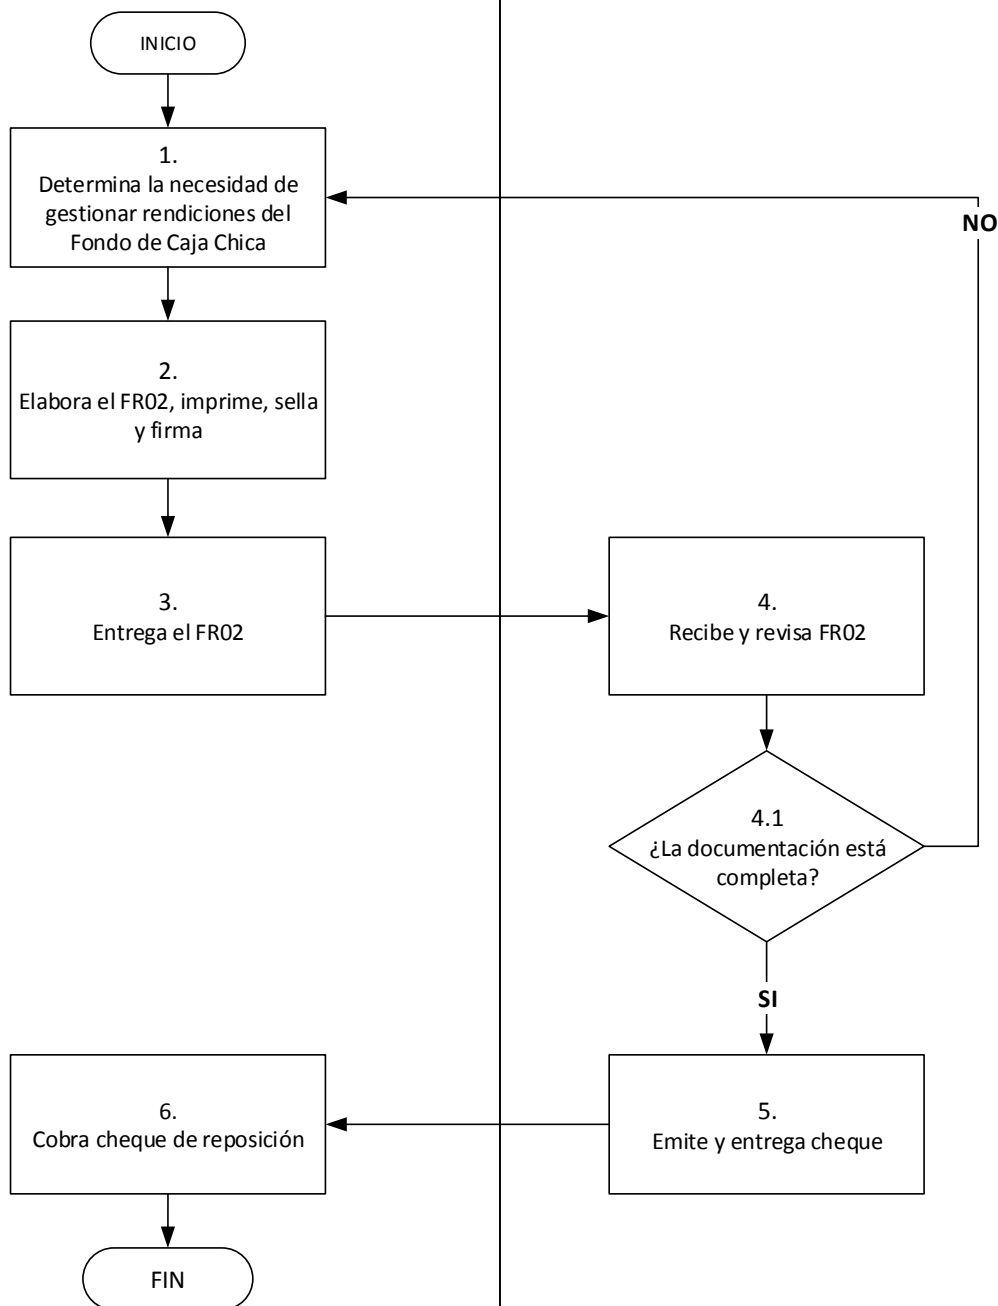 INICIO
1.
Determina la necesidad de
gestionar rendiciones del
Fondo de Caja Chica
NO
2.
Elabora el FR02, imprime, sella
y firma
3.
Entrega el FR02
4.
Recibe y revisa FR02
4.1
¿La documentación está
completa?
SI
5.
Emite y entrega cheque
6.
Cobra cheque de reposición
FIN